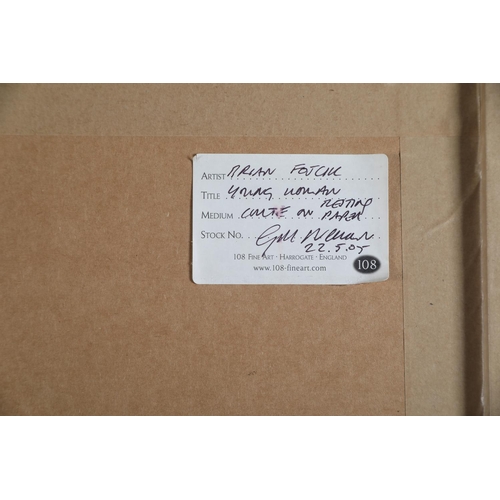 ARTIST BRIAN
TITLE YOUNG WOMAN RESTING
MEDIUM CONTE ON PAPER
STOCK NO.
22.5.05
108 FINE ART · HARROGATE · ENGLAND
www.108-fineart.com
108